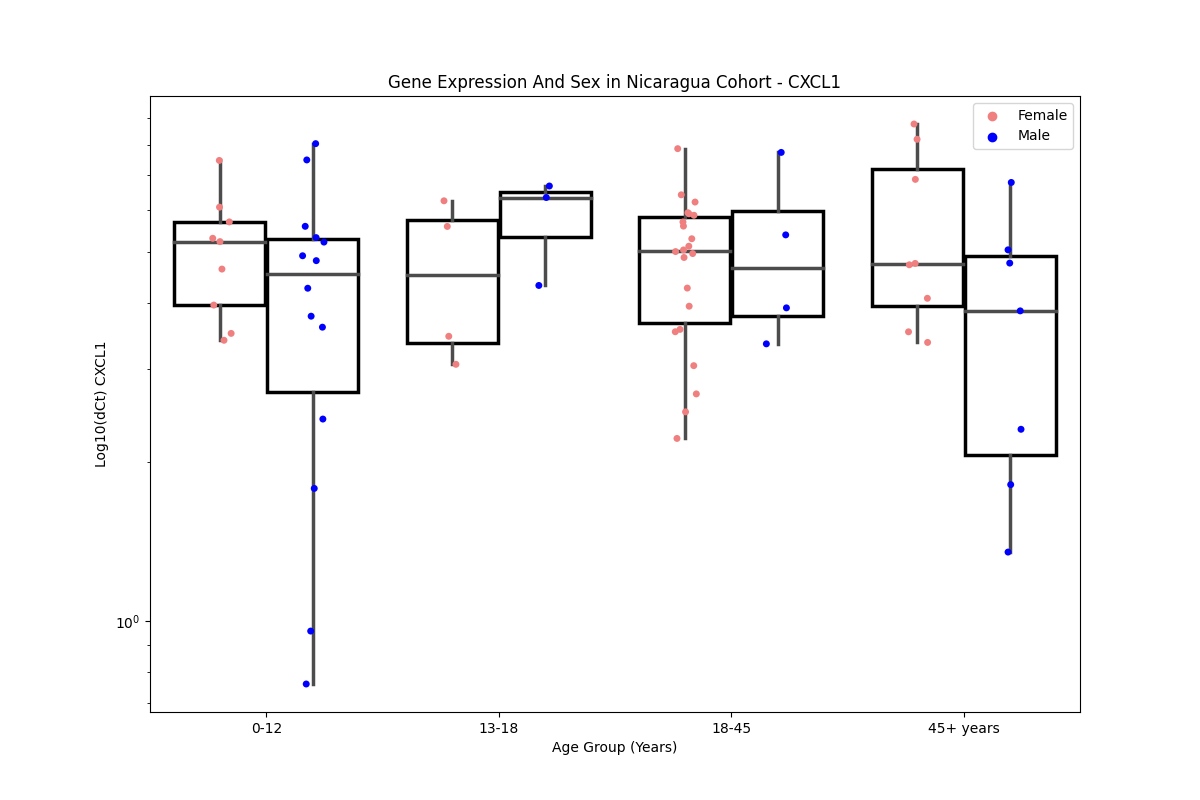 Gene Expression And Sex in Nicaragua Cohort - CXCL1
Female
Male
Log10(dCt) CXCL1
10⁰
0-12
13-18
18-45
45+ years
Age Group (Years)